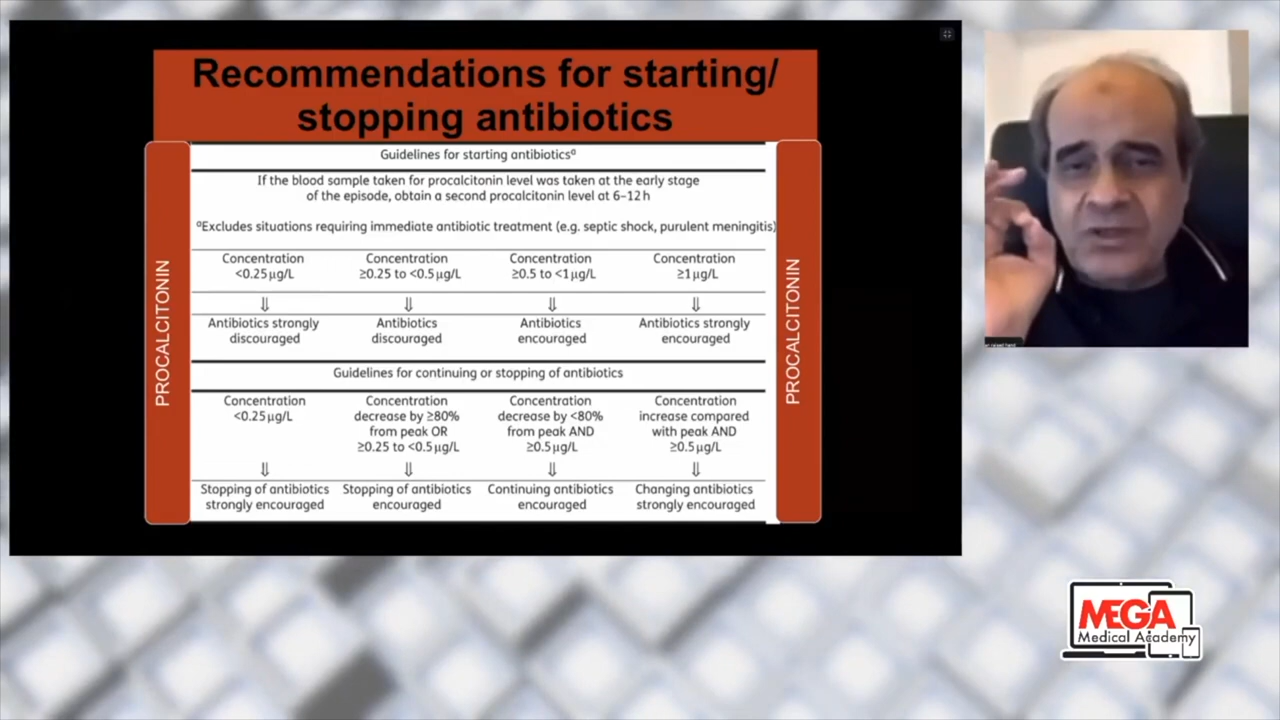 Recommendations for starting/
stopping antibiotics
PROCALCITONIN
Guidelines for starting antibioticsᵃ
If the blood sample taken for procalcitonin level was taken at the early stage
of the episode, obtain a second procalcitonin level at 6–12 h
ᵃExcludes situations requiring immediate antibiotic treatment (e.g. septic shock, purulent meningitis)
Concentration Concentration Concentration Concentration
<0.25 µg/L ≥0.25 to <0.5 µg/L ≥0.5 to <1 µg/L ≥1 µg/L
⇓ ⇓ ⇓ ⇓
Antibiotics strongly Antibiotics Antibiotics Antibiotics strongly
discouraged discouraged encouraged encouraged
Guidelines for continuing or stopping of antibiotics
Concentration Concentration Concentration Concentration
<0.25 µg/L decrease by ≥80% decrease by <80% increase compared
from peak OR from peak AND with peak AND
≥0.25 to <0.5 µg/L ≥0.5 µg/L ≥0.5 µg/L
⇓ ⇓ ⇓ ⇓
Stopping of antibiotics Stopping of antibiotics Continuing antibiotics Changing antibiotics
strongly encouraged encouraged encouraged strongly encouraged
PROCALCITONIN
MEGA
Medical Academy